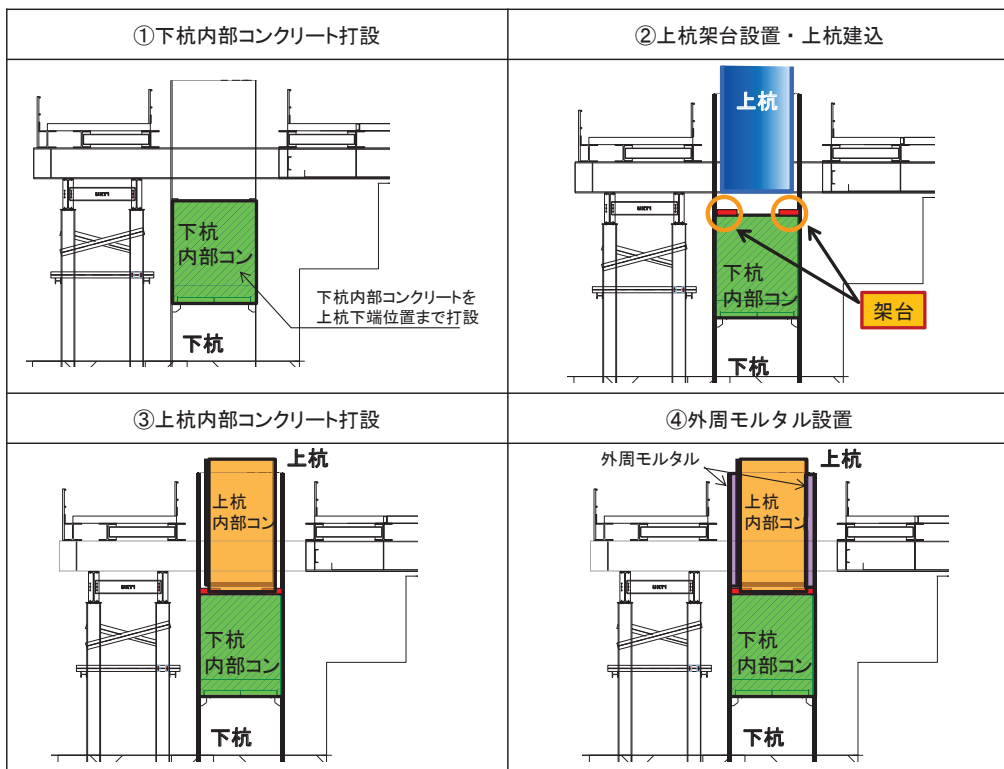 ①下杭内部コンクリート打設
下杭
内部コン
下杭内部コンクリートを
上杭下端位置まで打設
下杭
②上杭架台設置・上杭建込
上杭
下杭
内部コン
架台
下杭
③上杭内部コンクリート打設
上杭
上杭
内部コン
下杭
内部コン
下杭
④外周モルタル設置
外周モルタル
上杭
上杭
内部コン
下杭
内部コン
下杭